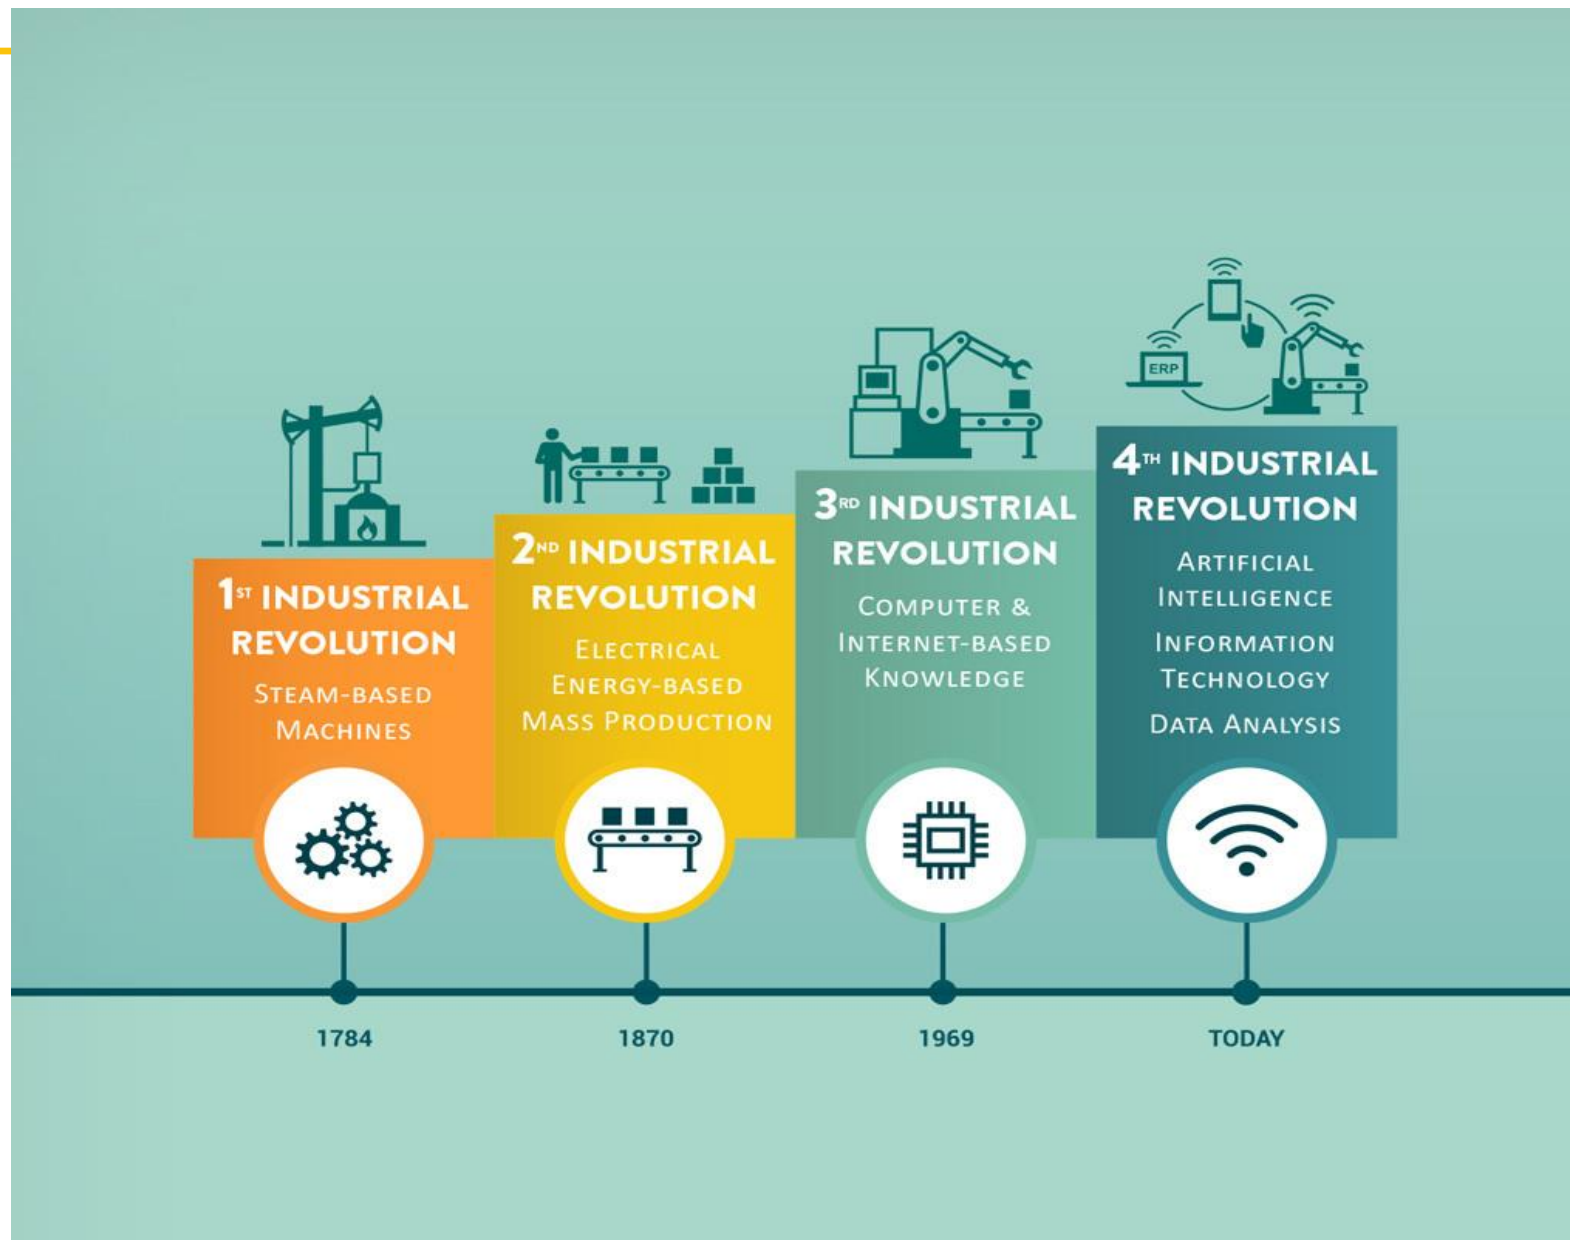 ERP
1ST INDUSTRIAL
REVOLUTION
STEAM-BASED
MACHINES
2ND INDUSTRIAL
REVOLUTION
ELECTRICAL
ENERGY-BASED
MASS PRODUCTION
3RD INDUSTRIAL
REVOLUTION
COMPUTER &
INTERNET-BASED
KNOWLEDGE
4TH INDUSTRIAL
REVOLUTION
ARTIFICIAL
INTELLIGENCE
INFORMATION
TECHNOLOGY
DATA ANALYSIS
1784
1870
1969
TODAY